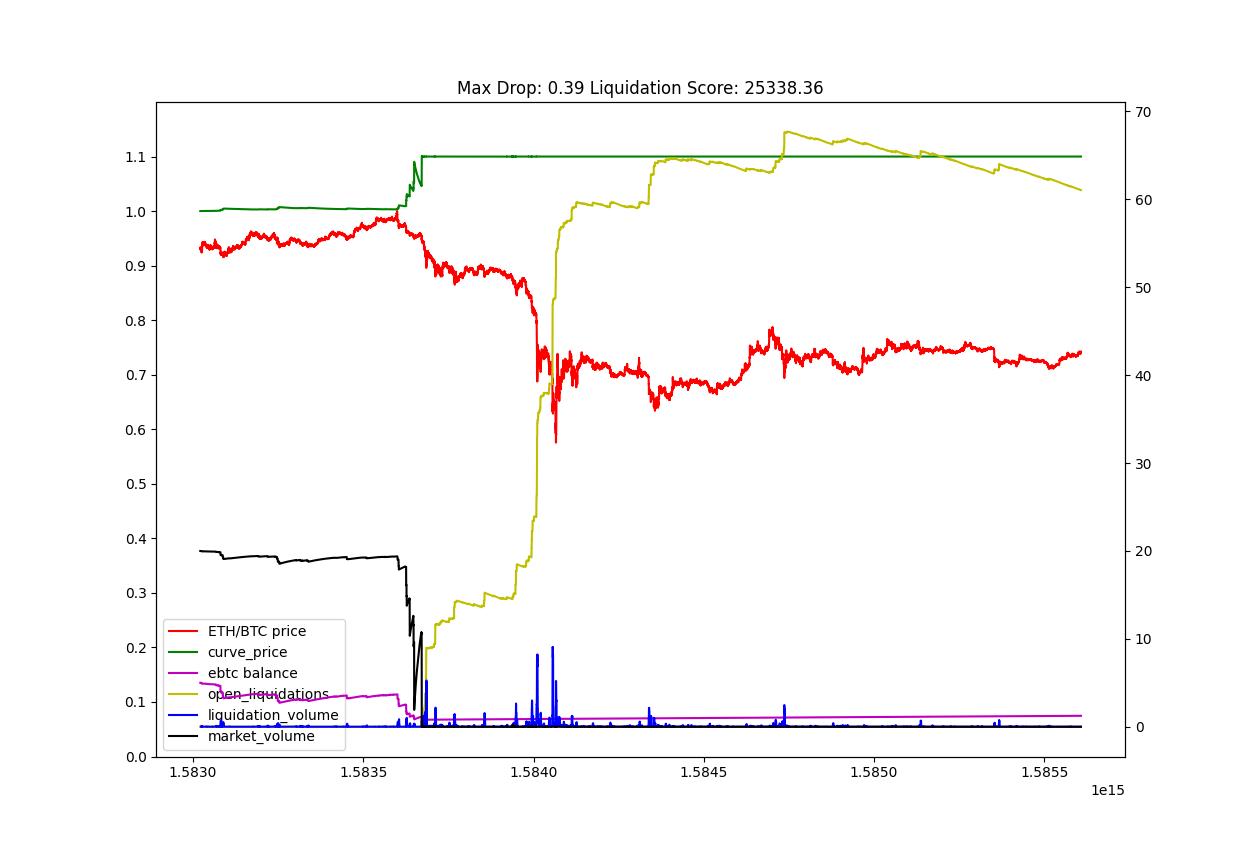 Max Drop: 0.39 Liquidation Score: 25338.36
1.1
1.0
0.9
0.8
0.7
0.6
0.5
0.4
0.3
0.2
0.1
0.0
70
60
50
40
30
20
10
0
ETH/BTC price
curve_price
ebtc balance
open_liquidations
liquidation_volume
market_volume
1.5830 1.5835 1.5840 1.5845 1.5850 1.5855
1e15